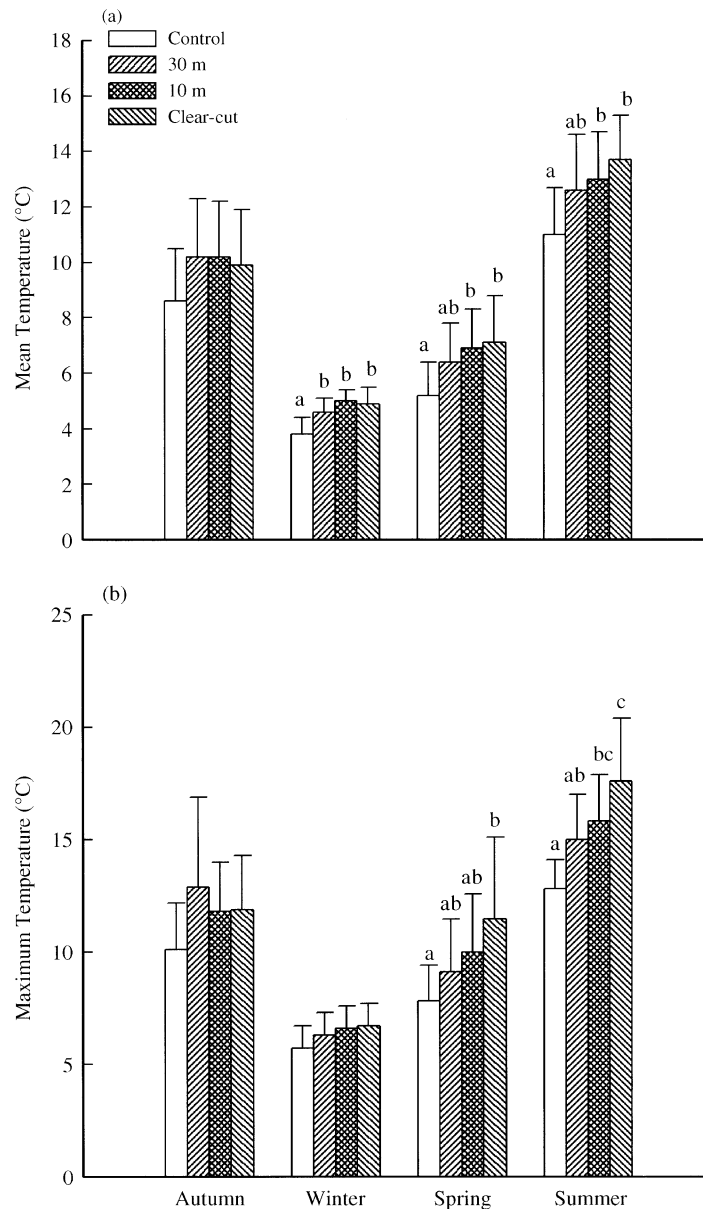 (a)
Control
30 m
10 m
Clear-cut
Mean Temperature (°C)
18
16
14
12
10
8
6
4
2
0
a
b
b
b
a
ab
b
b
a
ab
b
b
(b)
Maximum Temperature (°C)
25
20
15
10
5
0
a
ab
ab
b
a
ab
bc
c
Autumn
Winter
Spring
Summer